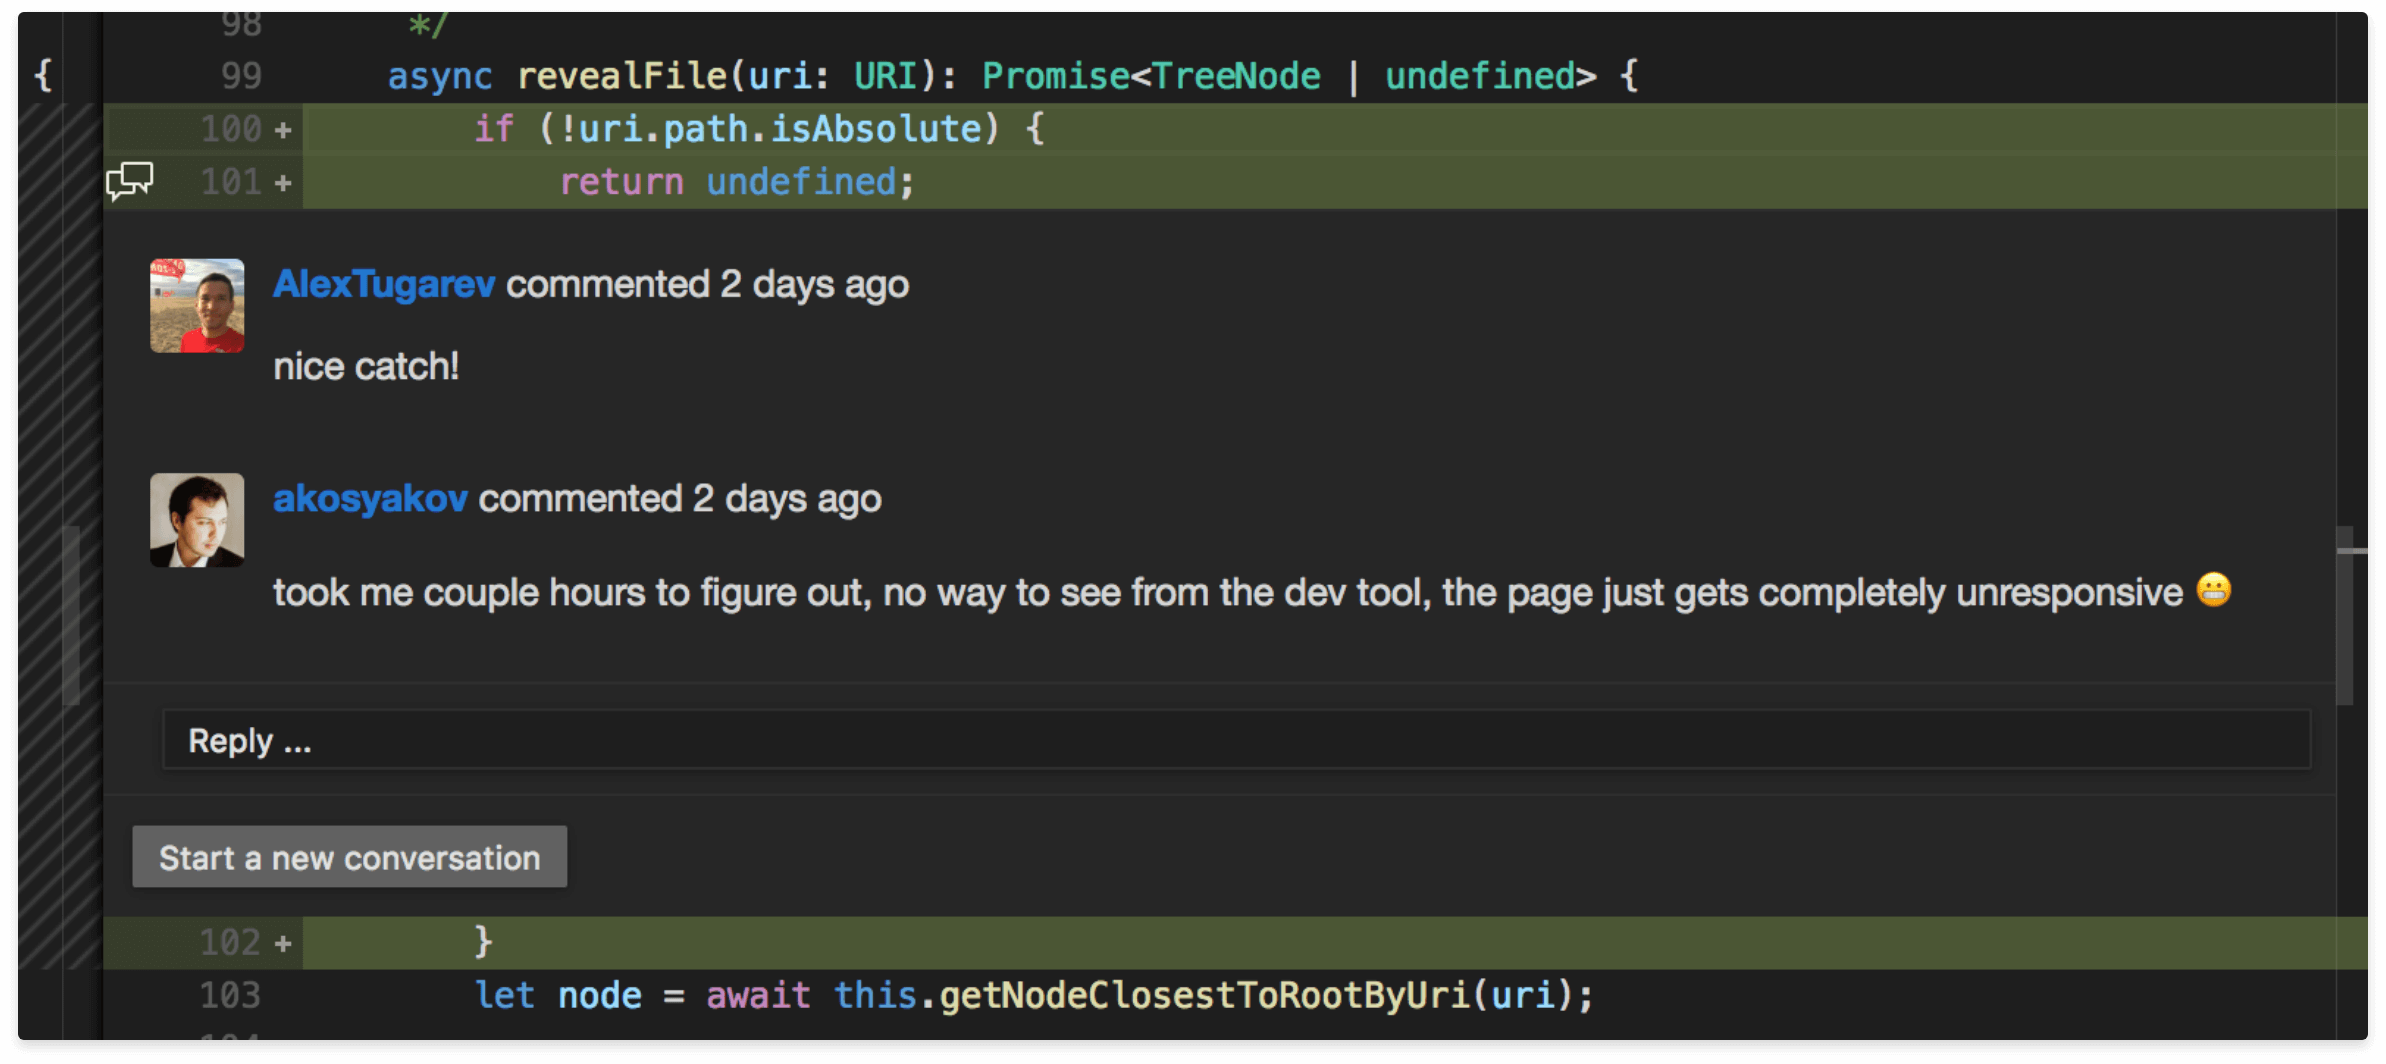 98 */
{ 99 async revealFile(uri: URI): Promise<TreeNode | undefined> {
100 + if (!uri.path.isAbsolute) {
101 + return undefined;
AlexTugarev commented 2 days ago
nice catch!
akosyakov commented 2 days ago
took me couple hours to figure out, no way to see from the dev tool, the page just gets completely unresponsive 😬
Reply ...
Start a new conversation
102 + }
103 let node = await this.getNodeClosestToRootByUri(uri);